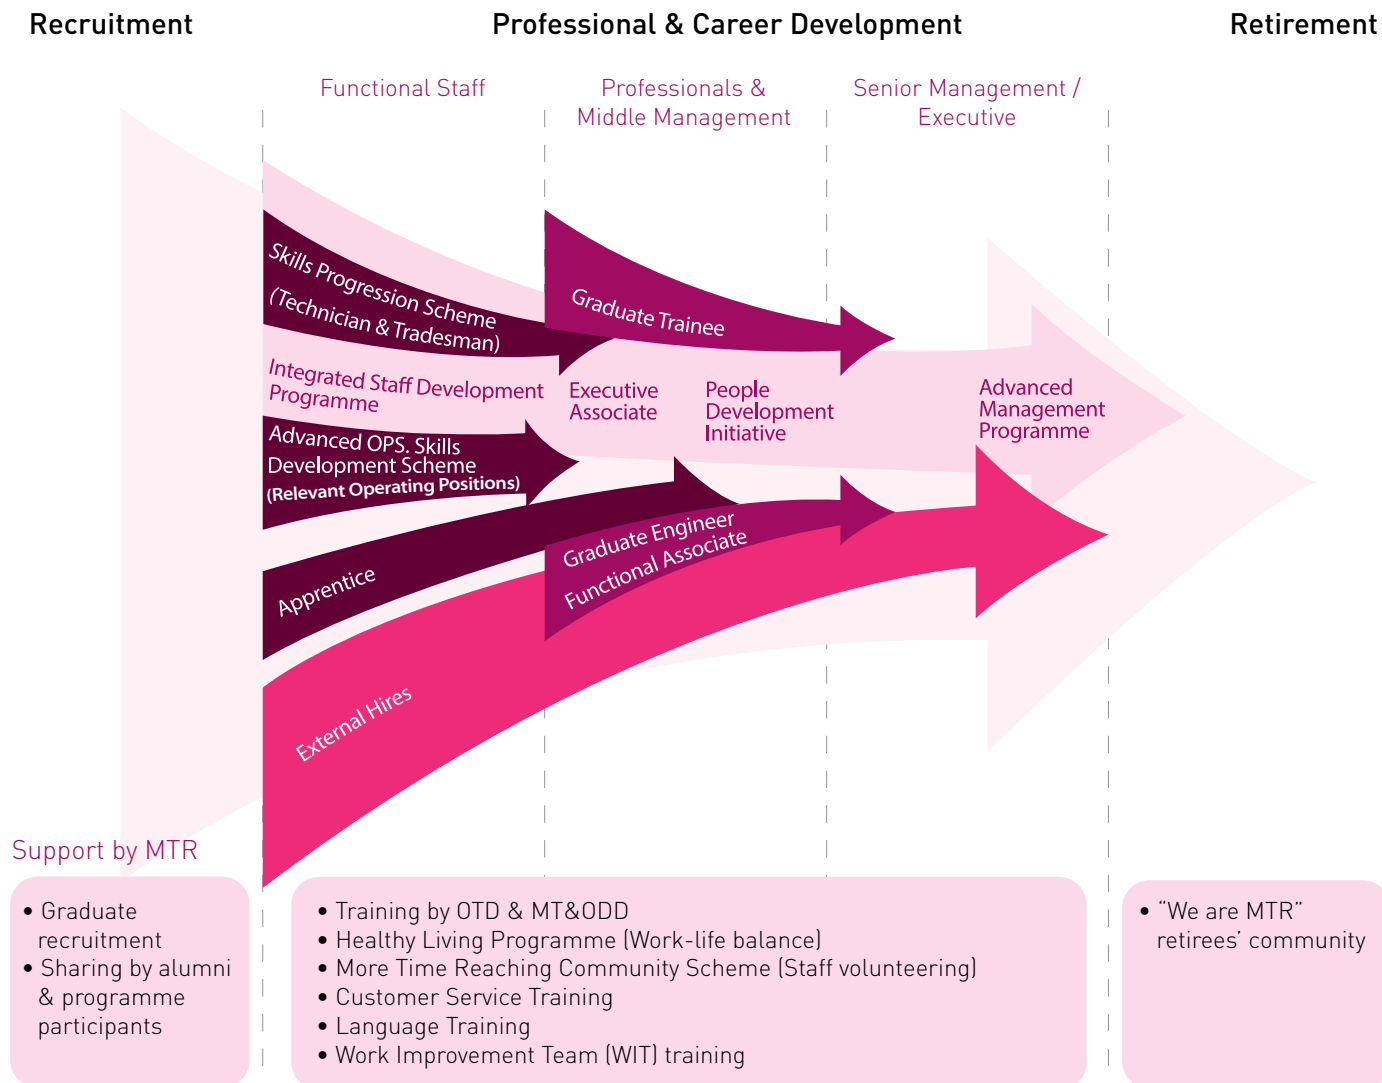 Recruitment
Professional & Career Development
Retirement
Functional Staff
Professionals &
Middle Management
Senior Management /
Executive
Skills Progression Scheme
(Technician & Tradesman)
Graduate Trainee
Integrated Staff Development
Programme
Executive
Associate
People
Development
Initiative
Advanced
Management
Programme
Advanced OPS. Skills
Development Scheme
(Relevant Operating Positions)
Apprentice
Graduate Engineer
Functional Associate
External Hires
Support by MTR
• Graduate
recruitment
• Sharing by alumni
& programme
participants
• Training by OTD & MT&ODD
• Healthy Living Programme (Work-life balance)
• More Time Reaching Community Scheme (Staff volunteering)
• Customer Service Training
• Language Training
• Work Improvement Team (WIT) training
• “We are MTR”
retirees’ community